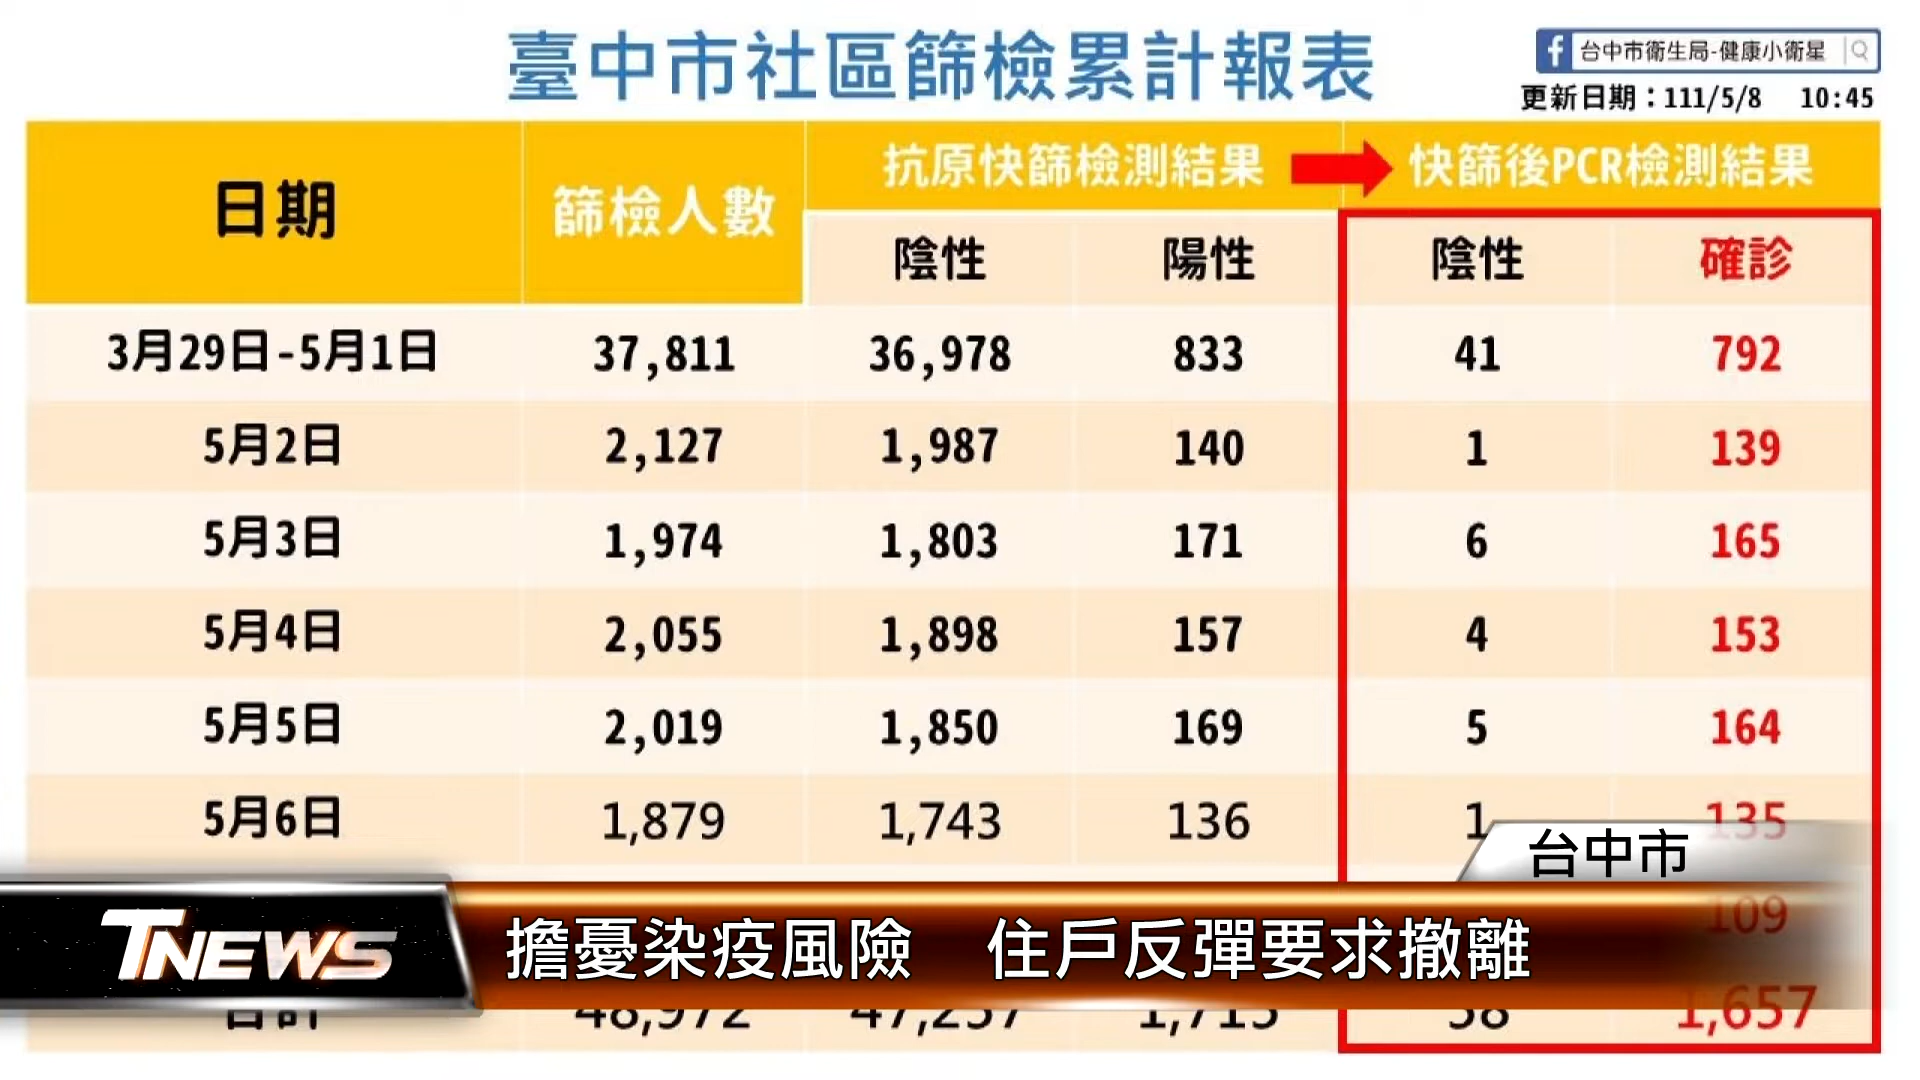 臺中市社區篩檢累計報表
台中市衛生局-健康小衛星
更新日期：111/5/8 10:45
日期 篩檢人數 抗原快篩檢測結果 快篩後PCR檢測結果
陰性 陽性 陰性 確診
3月29日-5月1日 37,811 36,978 833 41 792
5月2日 2,127 1,987 140 1 139
5月3日 1,974 1,803 171 6 165
5月4日 2,055 1,898 157 4 153
5月5日 2,019 1,850 169 5 164
5月6日 1,879 1,743 136 1 135
台中市
109
TNEWS 擔憂染疫風險 住戶反彈要求撤離
48,972 47,257 1,715 58 1,657